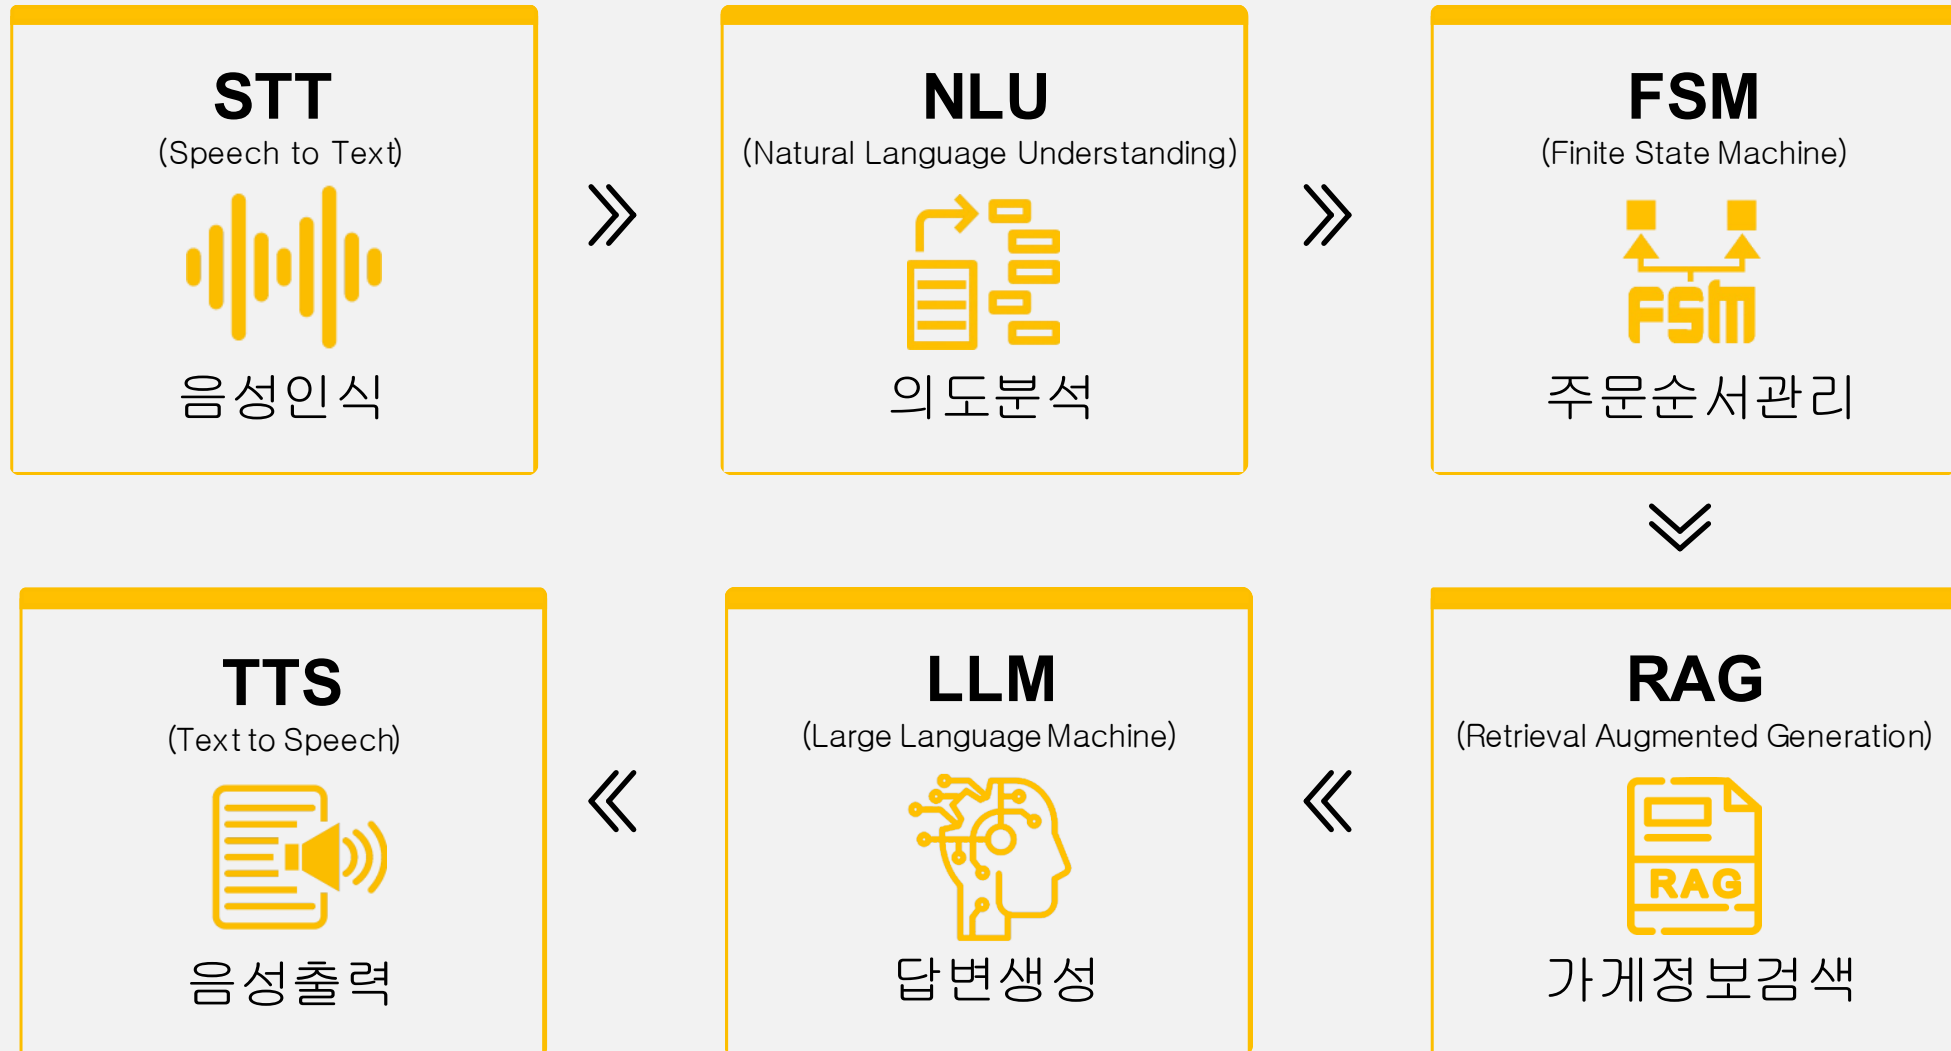 STT
(Speech to Text)
음성인식
NLU
(Natural Language Understanding)
의도분석
FSM
(Finite State Machine)
FSM
주문순서관리
RAG
(Retrieval Augmented Generation)
RAG
가게정보검색
LLM
(Large Language Machine)
답변생성
TTS
(Text to Speech)
음성출력